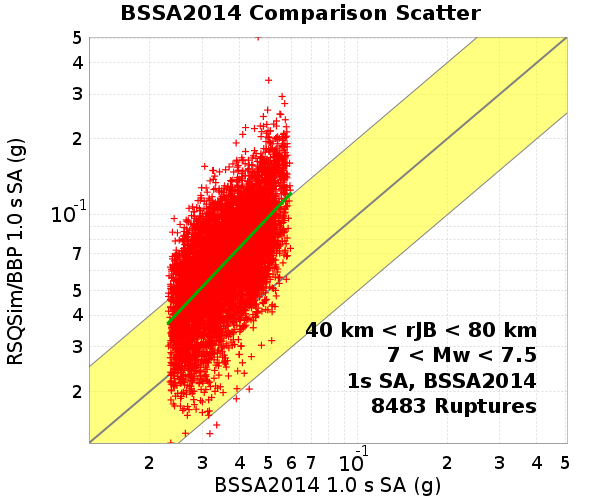 BSSA2014 Comparison Scatter
RSQSim/BBP 1.0 s SA (g)
5
4
3
2
10-1
7
5
4
3
2
40 km < rJB < 80 km
7 < Mw < 7.5
1s SA, BSSA2014
8483 Ruptures
2 3 4 5 6 7 10-1 2 3 4 5
BSSA2014 1.0 s SA (g)